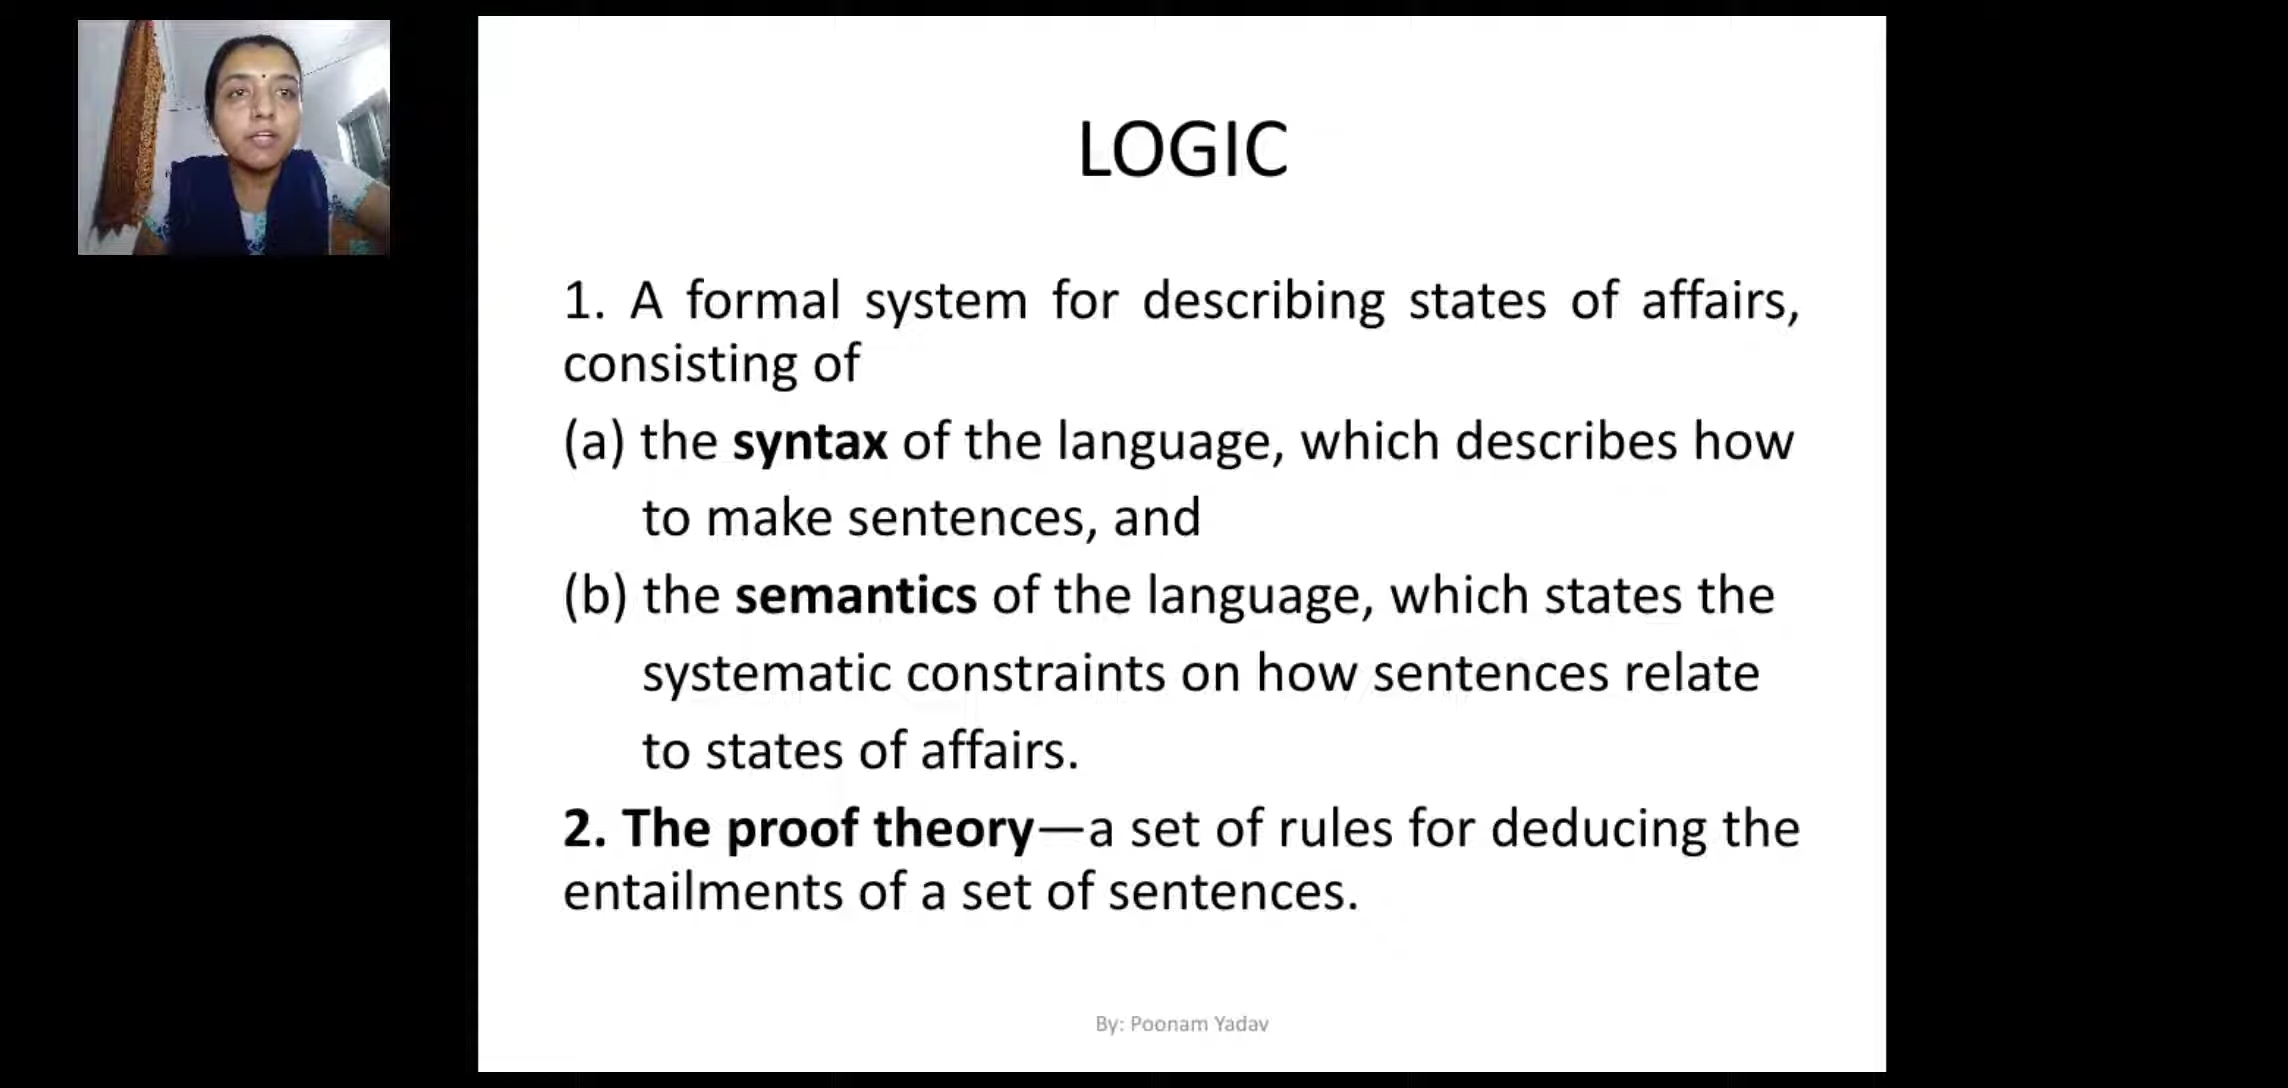 LOGIC
1. A formal system for describing states of affairs,
consisting of
(a) the syntax of the language, which describes how
to make sentences, and
(b) the semantics of the language, which states the
systematic constraints on how sentences relate
to states of affairs.
2. The proof theory—a set of rules for deducing the
entailments of a set of sentences.
By: Poonam Yadav